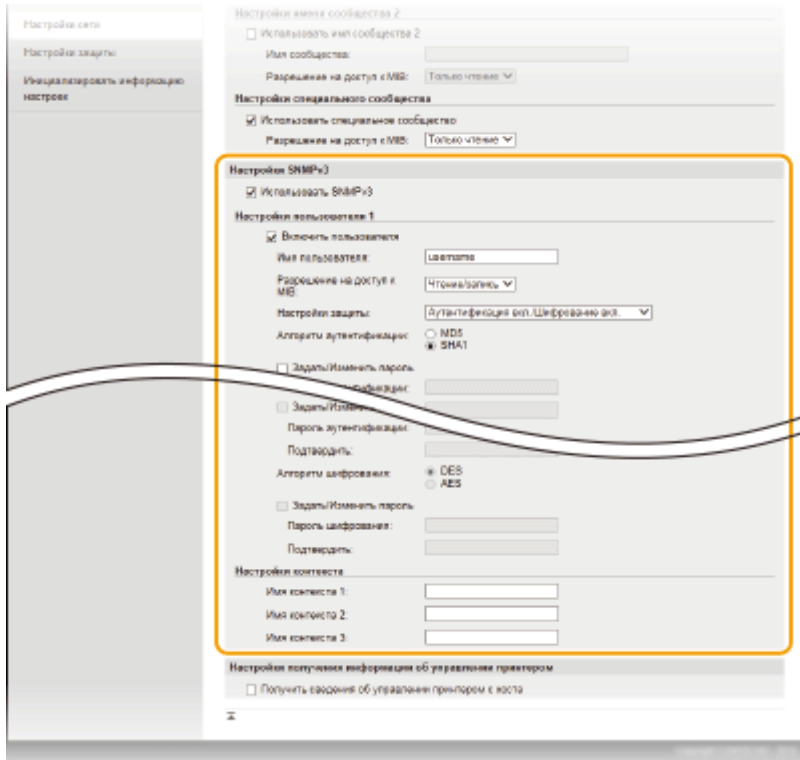 Настройки имени сообщества 2
Настройки сети
Использовать имя сообщества 2
Имя сообщества:
Настройки защиты
Разрешение на доступ к MIB:
Только чтение
Инициализировать информацию
настроек
Настройки специального сообщества
Использовать специальное сообщество
Разрешение на доступ к MIB:
Только чтение
Настройки SNMPv3
Использовать SNMPv3
Настройки пользователя 1
Включить пользователя
Имя пользователя:
username
Разрешение на доступ к
MIB:
Чтение/запись
Настройки защиты:
Аутентификация вкл./Шифрование вкл.
Алгоритм аутентификации:
MD5
SHA1
Задать/Изменить пароль
Задать/Измени
Пароль аутентификации:
Подтвердить:
Алгоритм шифрования:
DES
AES
Задать/Изменить пароль
Пароль шифрования:
Подтвердить:
Настройки контекста
Имя контекста 1:
Имя контекста 2:
Имя контекста 3:
Настройки получения информации об управлении принтером
Получить сведения об управлении принтером с хоста